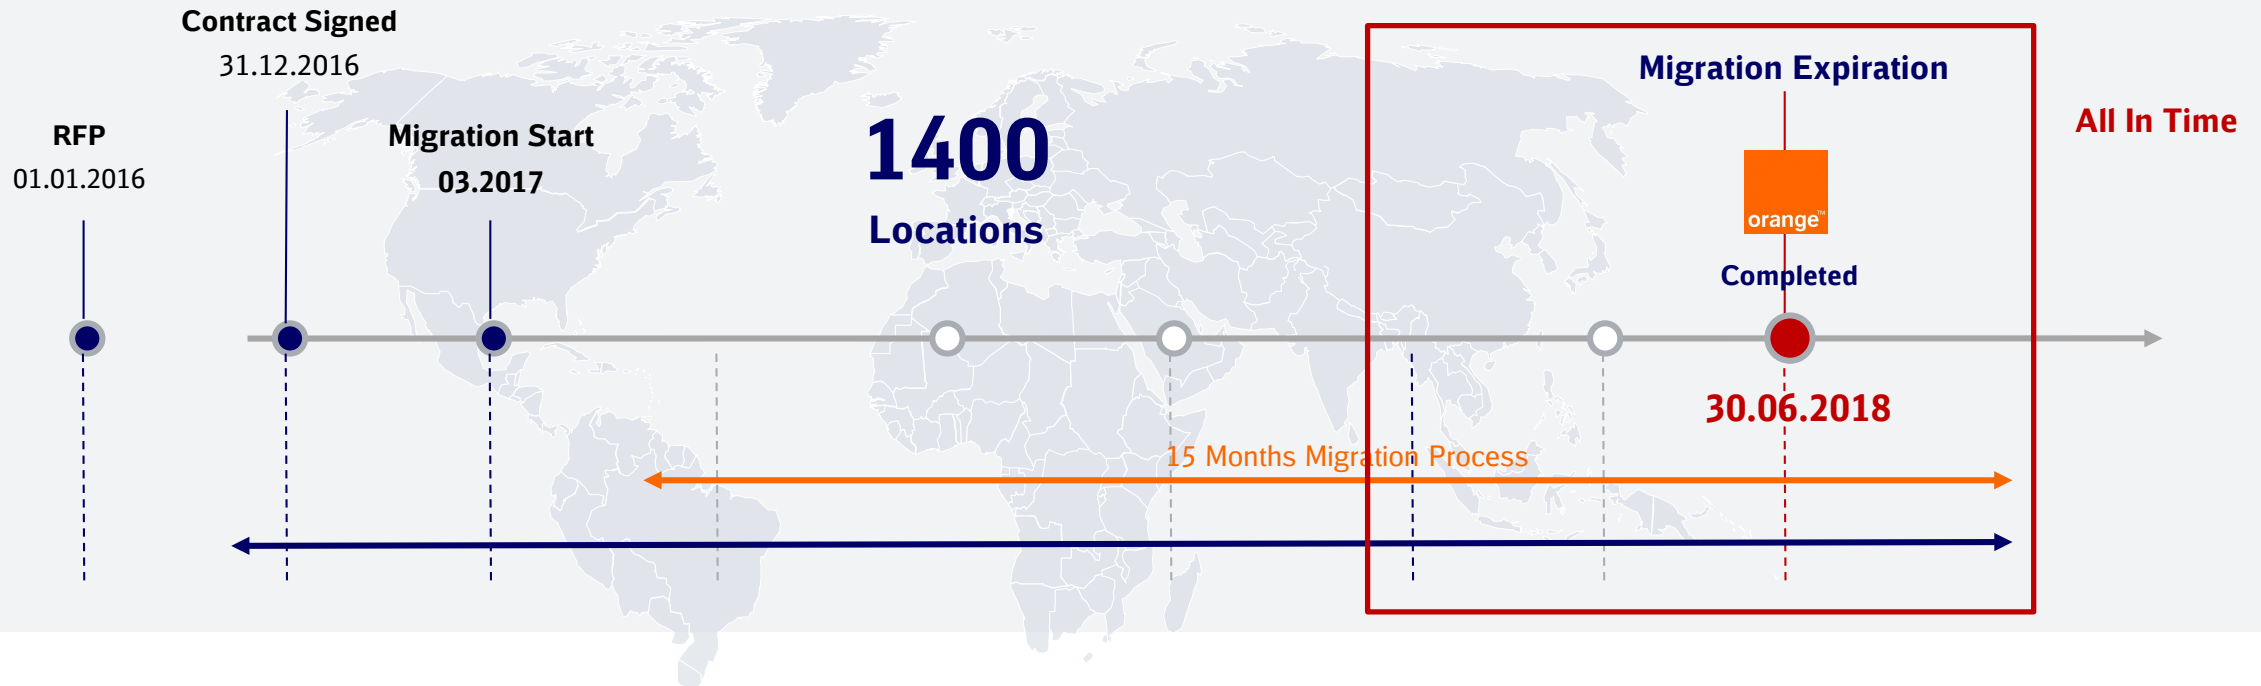 Contract Signed
31.12.2016
RFP
01.01.2016
Migration Start
03.2017
1400
Locations
Migration Expiration
orange™
Completed
All In Time
30.06.2018
15 Months Migration Process